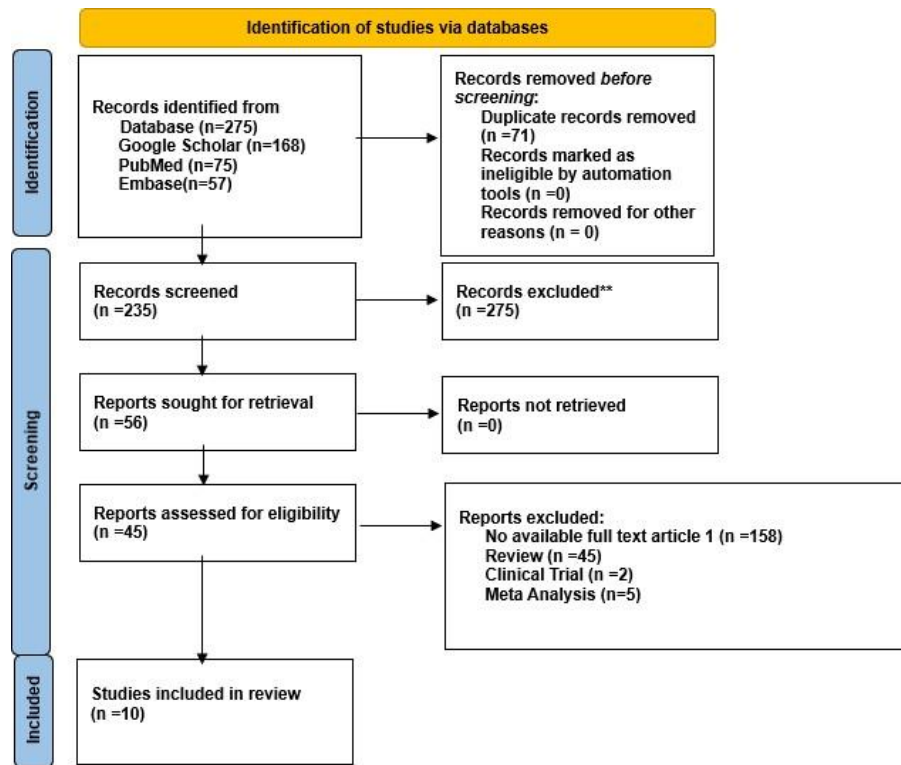 Identification of studies via databases
Identification
Records identified from
Database (n=275)
Google Scholar (n=168)
PubMed (n=75)
Embase(n=57)
Records removed before
screening:
Duplicate records removed
(n =71)
Records marked as
ineligible by automation
tools (n =0)
Records removed for other
reasons (n = 0)
Screening
Records screened
(n =235)
Records excluded**
(n =275)
Reports sought for retrieval
(n =56)
Reports not retrieved
(n =0)
Reports assessed for eligibility
(n =45)
Reports excluded:
No available full text article 1 (n =158)
Review (n =45)
Clinical Trial (n =2)
Meta Analysis (n=5)
Included
Studies included in review
(n =10)